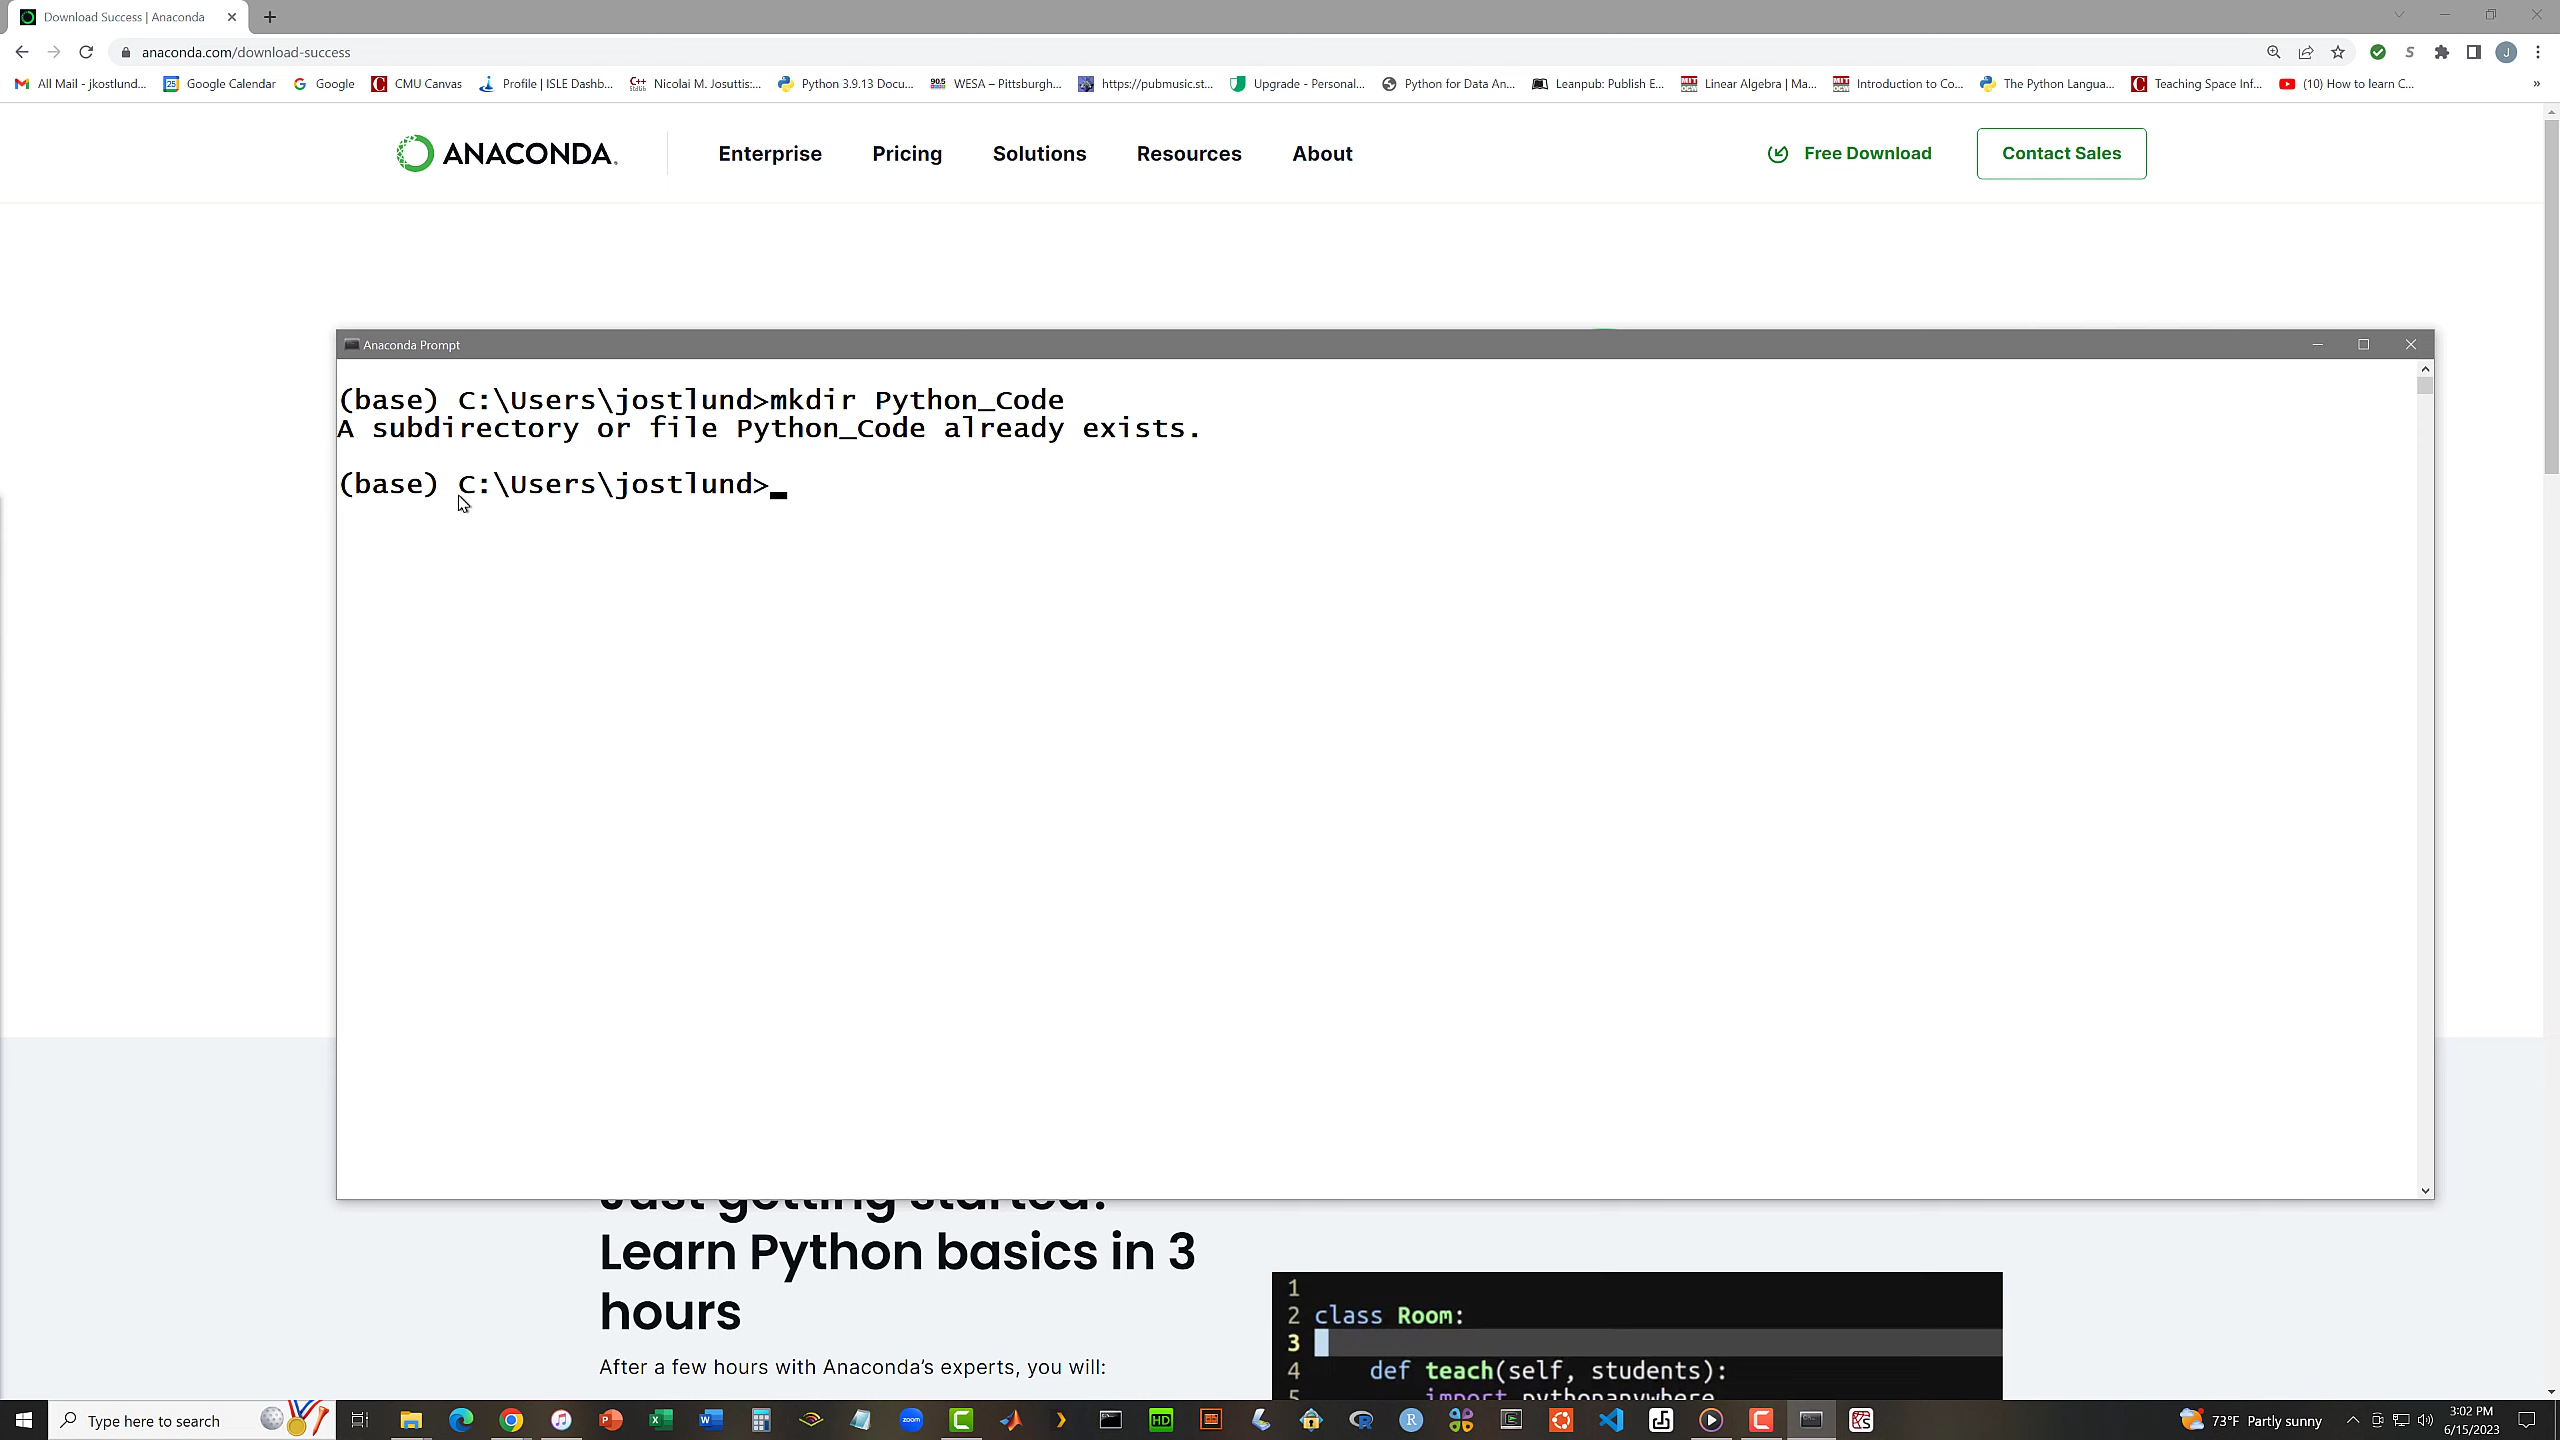 Download Success | Anaconda
anaconda.com/download-success
All Mail - jkostlund...
Google Calendar
Google
CMU Canvas
Profile | ISLE Dashb...
Nicolai M. Josuttis:...
Python 3.9.13 Docu...
WESA – Pittsburgh...
https://pubmusic.st...
Upgrade - Personal...
Python for Data An...
Leanpub: Publish E...
Linear Algebra | Ma...
Introduction to Co...
The Python Langua...
Teaching Space Inf...
(10) How to learn C...
ANACONDA.
Enterprise
Pricing
Solutions
Resources
About
Free Download
Contact Sales
Anaconda Prompt
(base) C:\Users\jostlund>mkdir Python_Code
A subdirectory or file Python_Code already exists.
(base) C:\Users\jostlund>
Just getting started?
Learn Python basics in 3
hours
After a few hours with Anaconda’s experts, you will:
1
2 class Room:
3
4 def teach(self, students):
5 import pythonanywhere
Type here to search
73°F Partly sunny
3:02 PM
6/15/2023